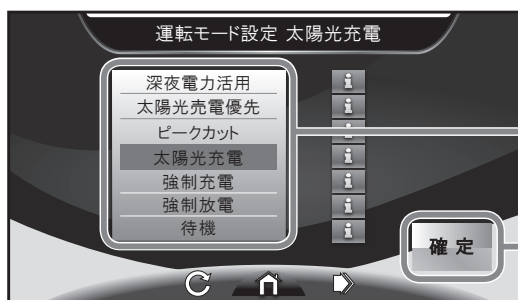 運転モード設定 太陽光充電
深夜電力活用
太陽光売電優先
ピークカット
太陽光充電
強制充電
強制放電
待機
確定